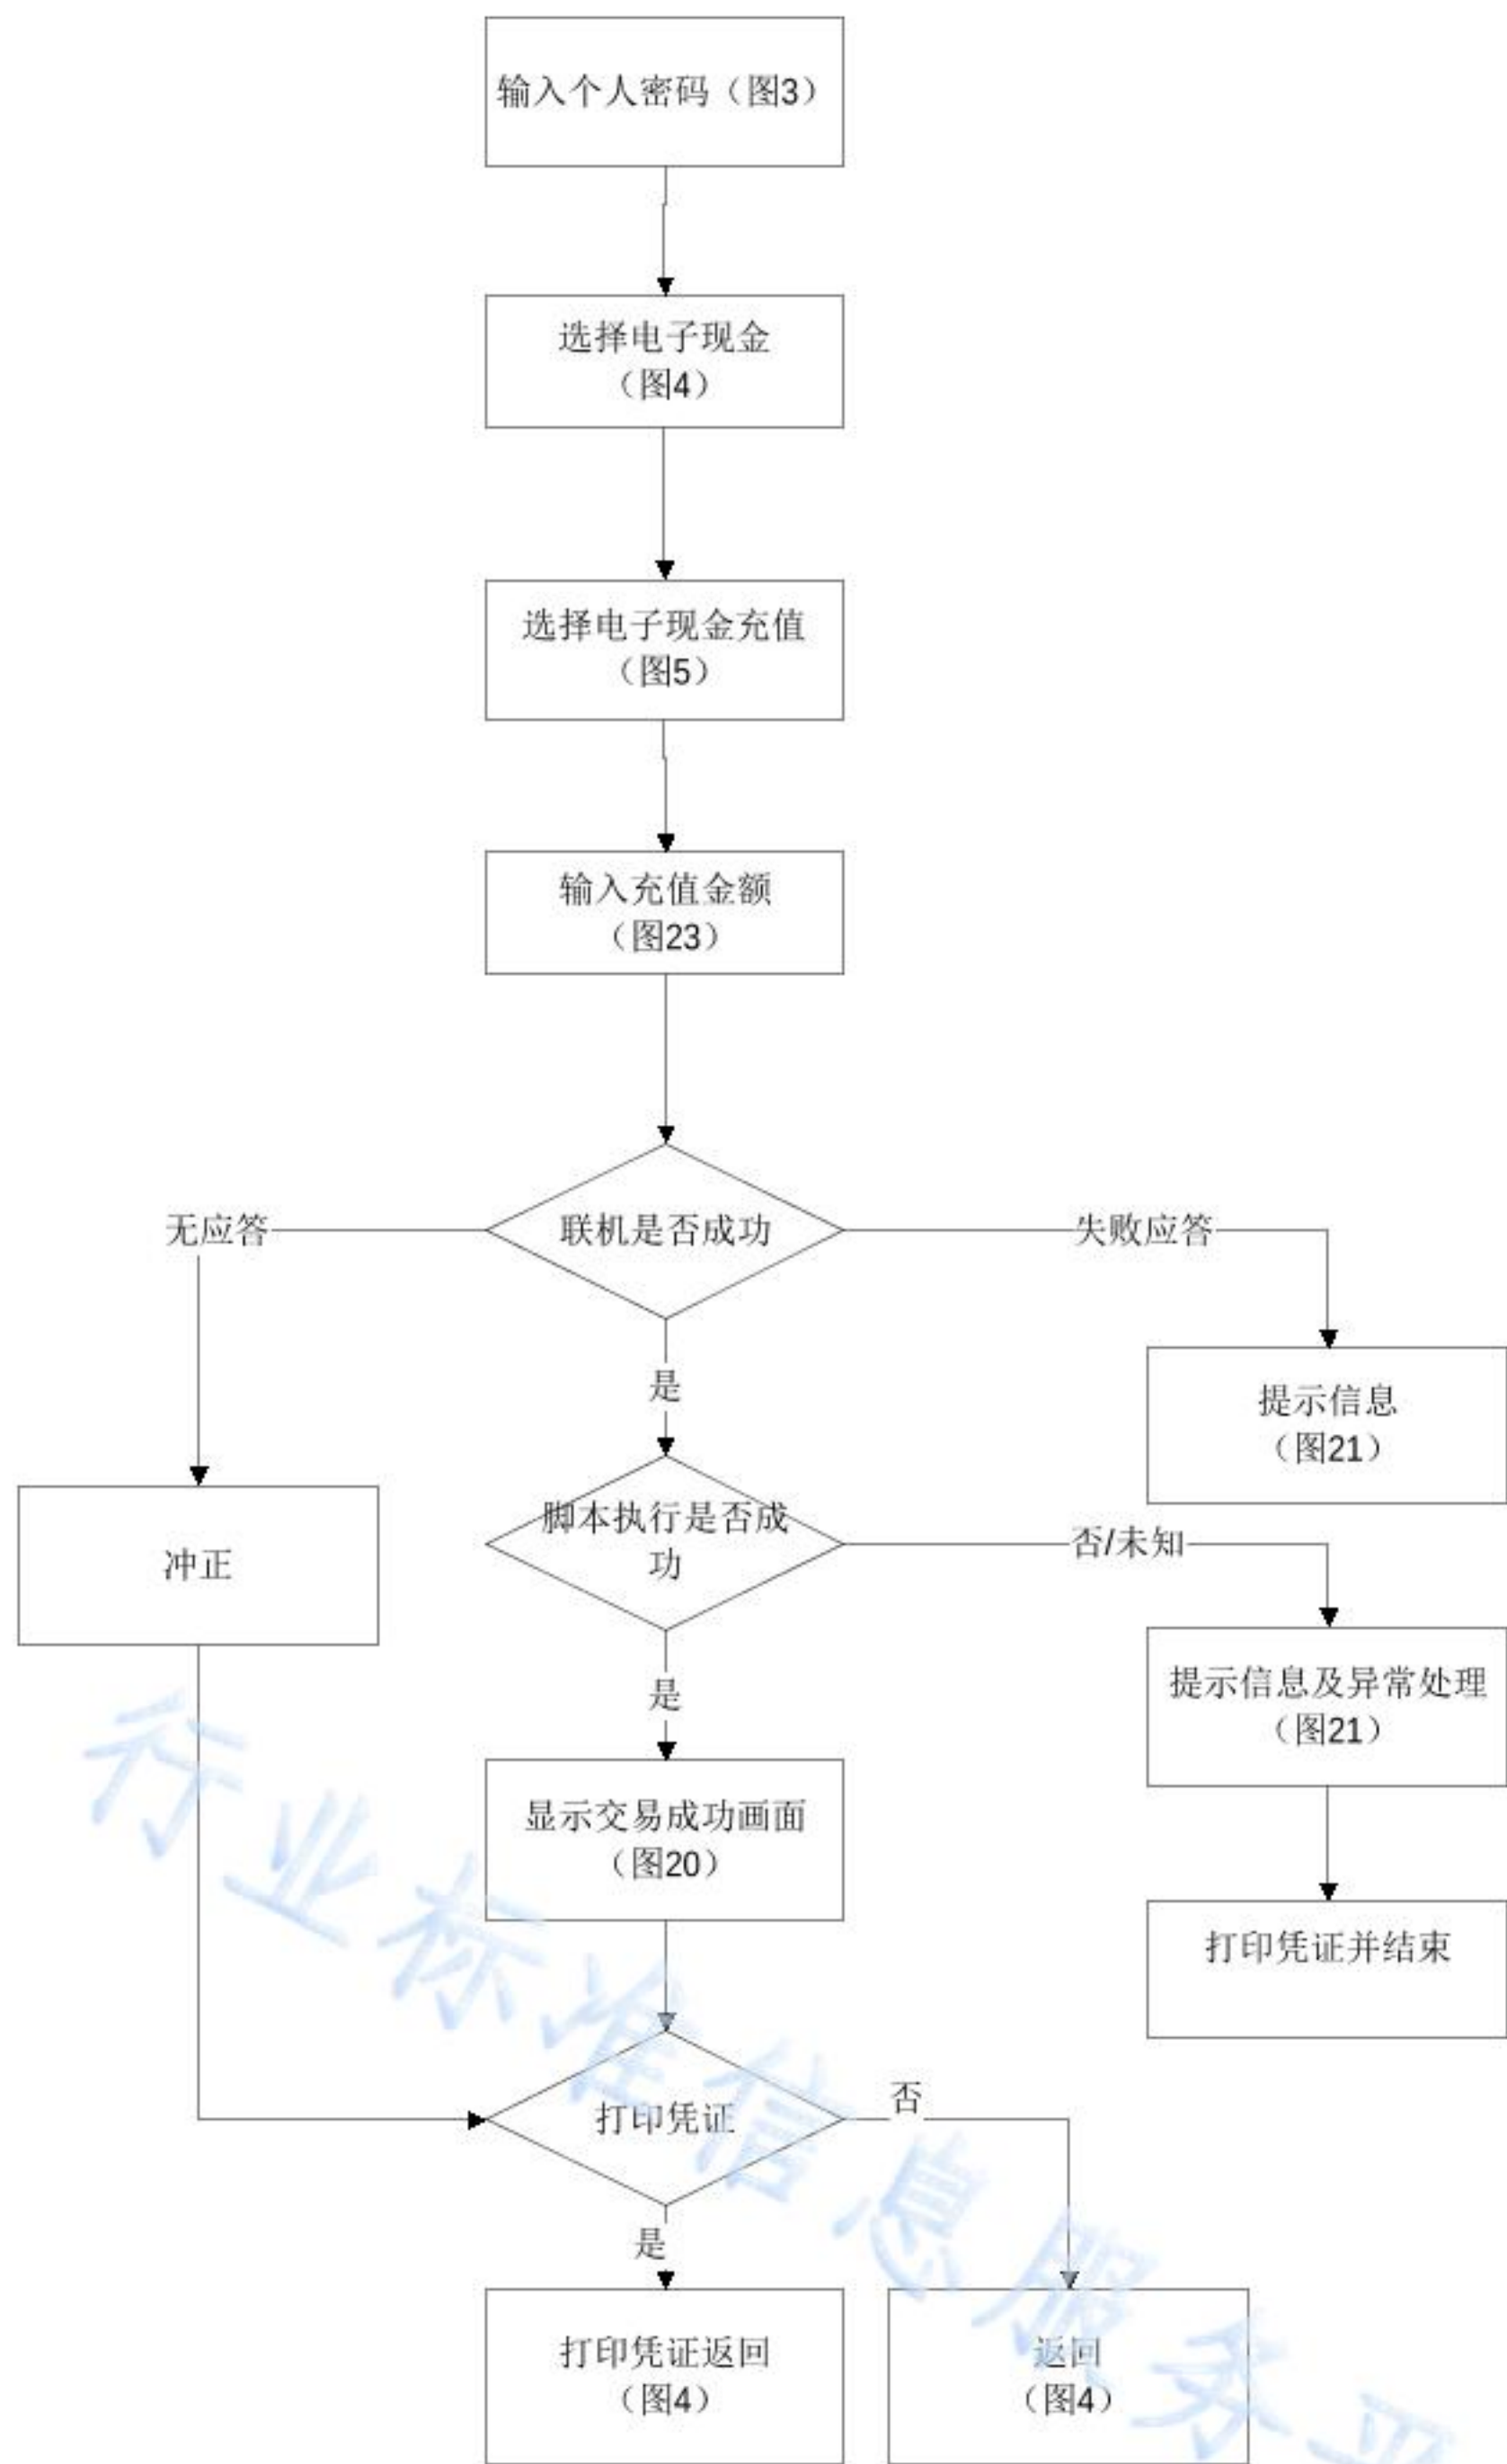 输入个人密码（图3）
选择电子现金
（图4）
选择电子现金充值
（图5）
输入充值金额
（图23）
无应答
联机是否成功
失败应答
是
提示信息
（图21）
冲正
脚本执行是否成
功
否/未知
是
提示信息及异常处理
（图21）
显示交易成功画面
（图20）
打印凭证并结束
打印凭证
否
是
打印凭证返回
（图4）
返回
（图4）
行业标准信息服务平